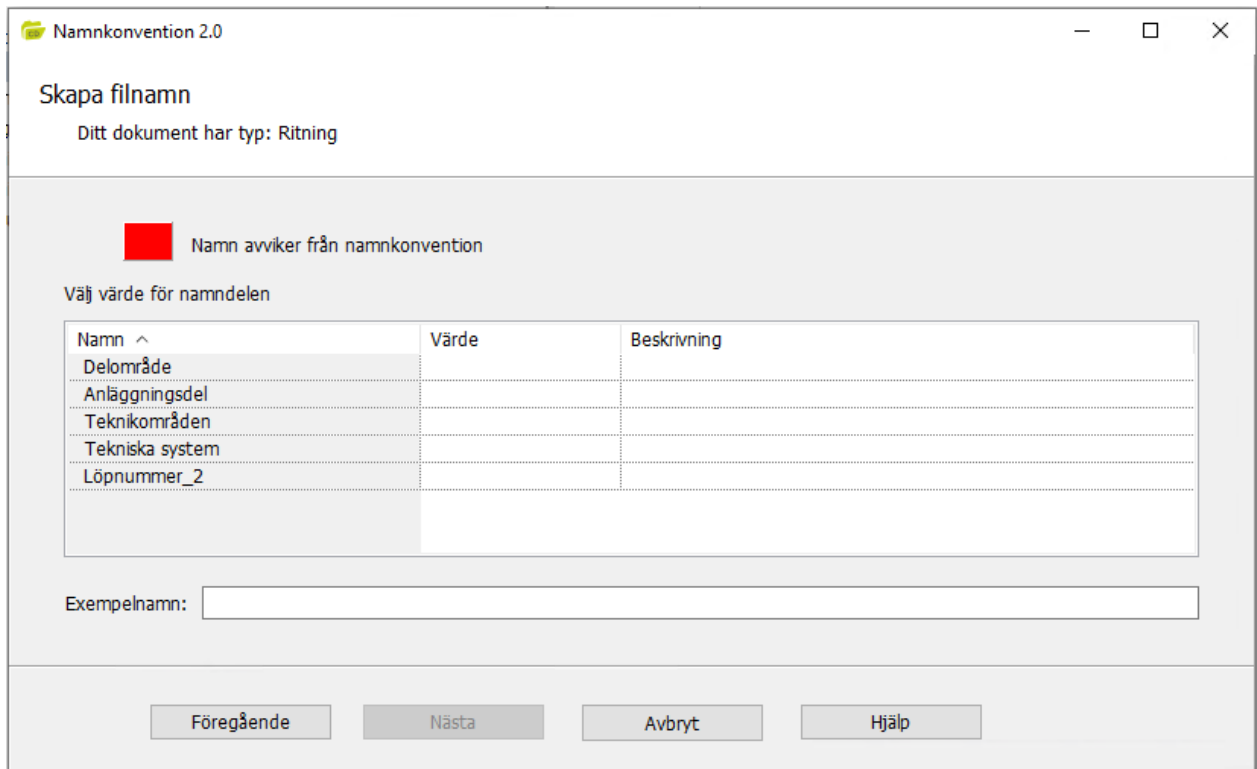 Namnkonvention 2.0
Skapa filnamn
Ditt dokument har typ: Ritning
Namn avviker från namnkonvention
Välj värde för namndelen
Namn Värde Beskrivning
Delområde
Anläggningsdel
Teknikområden
Tekniska system
Löpnummer_2
Exempelnamn:
Föregående Nästa Avbryt Hjälp